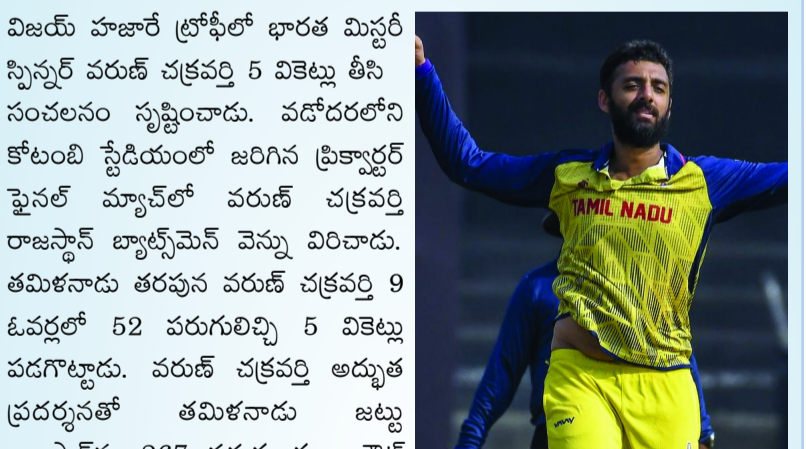 విజయ్ హజారే ట్రోఫీలో భారత మిస్టరీ
స్పిన్నర్ వరుణ్ చక్రవర్తి 5 వికెట్లు తీసి
సంచలనం సృష్టించాడు. వడోదరలోని
కోటంబి స్టేడియంలో జరిగిన ప్రిక్వార్టర్
ఫైనల్ మ్యాచ్‌లో వరుణ్ చక్రవర్తి
రాజస్థాన్ బ్యాట్స్‌మెన్ వెన్ను విరిచాడు.
తమిళనాడు తరపున వరుణ్ చక్రవర్తి 9
ఓవర్లలో 52 పరుగులిచ్చి 5 వికెట్లు
పడగొట్టాడు. వరుణ్ చక్రవర్తి అద్భుత
ప్రదర్శనతో తమిళనాడు జట్టు
TAMIL NADU